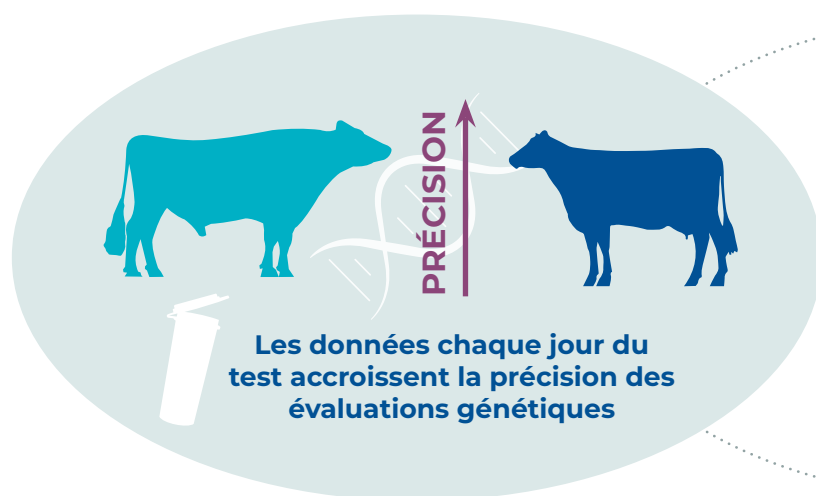 PRÉCISION
Les données chaque jour du
test accroissent la précision des
évaluations génétiques